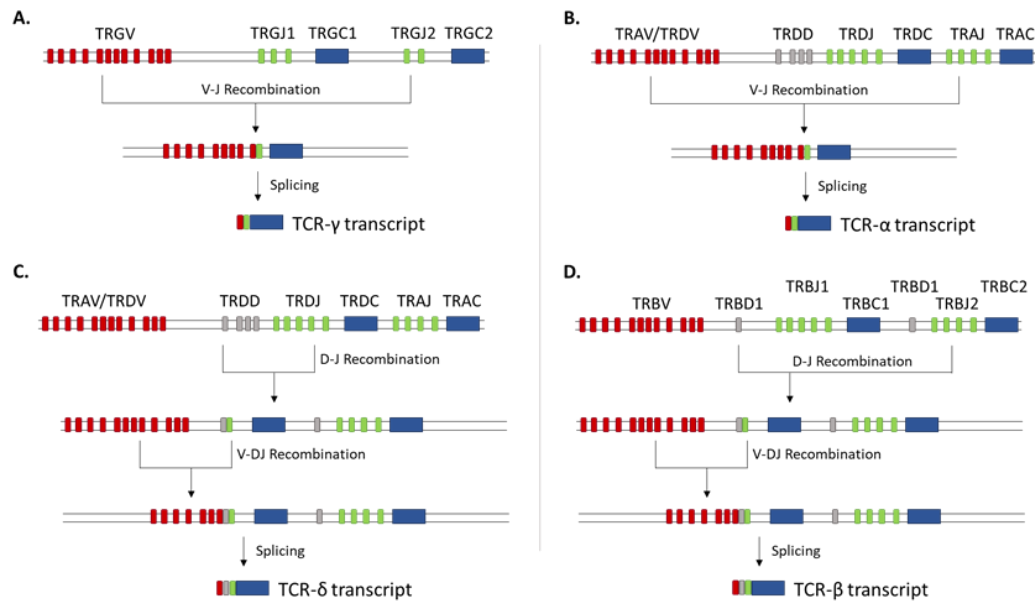 A.
TRGV TRGJ1 TRGC1 TRGJ2 TRGC2
V-J Recombination
Splicing
TCR-γ transcript
B.
TRAV/TRDV TRDD TRDJ TRDC TRAJ TRAC
V-J Recombination
Splicing
TCR-α transcript
C.
TRAV/TRDV TRDD TRDJ TRDC TRAJ TRAC
D-J Recombination
V-DJ Recombination
Splicing
TCR-δ transcript
D.
TRBJ1 TRBD1 TRBC2
TRBV TRBD1 TRBC1 TRBJ2
D-J Recombination
V-DJ Recombination
Splicing
TCR-β transcript